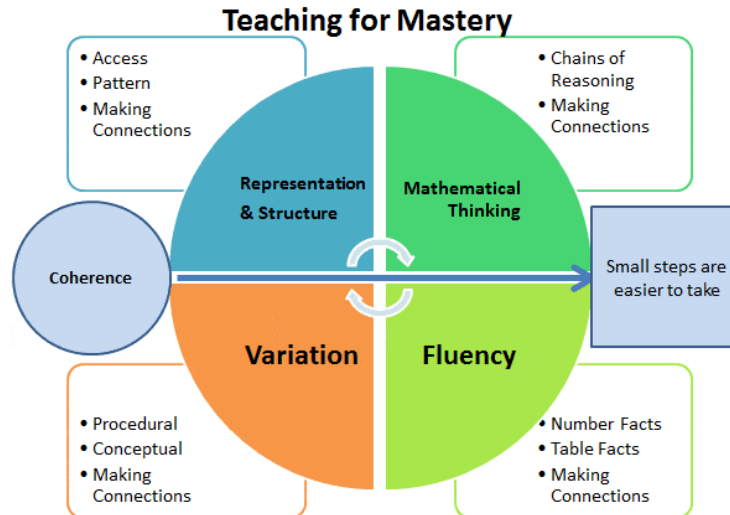 Teaching for Mastery
• Access
• Pattern
• Making
Connections
• Chains of
Reasoning
• Making
Connections
Representation
& Structure
Mathematical
Thinking
Coherence
Small steps are
easier to take
Variation
Fluency
• Procedural
• Conceptual
• Making
Connections
• Number Facts
• Table Facts
• Making
Connections